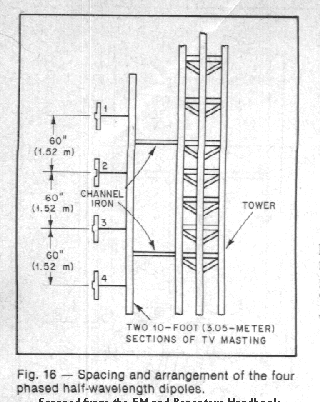 1
60"
(1.52 m)
2
CHANNEL
IRON
60"
(1.52 m)
3
TOWER
60"
(1.52 m)
4
TWO 10-FOOT (3.05-METER)
SECTIONS OF TV MASTING
Fig. 16 — Spacing and arrangement of the four
phased half-wavelength dipoles.
Scanned from the FM and Repeaters Handbook